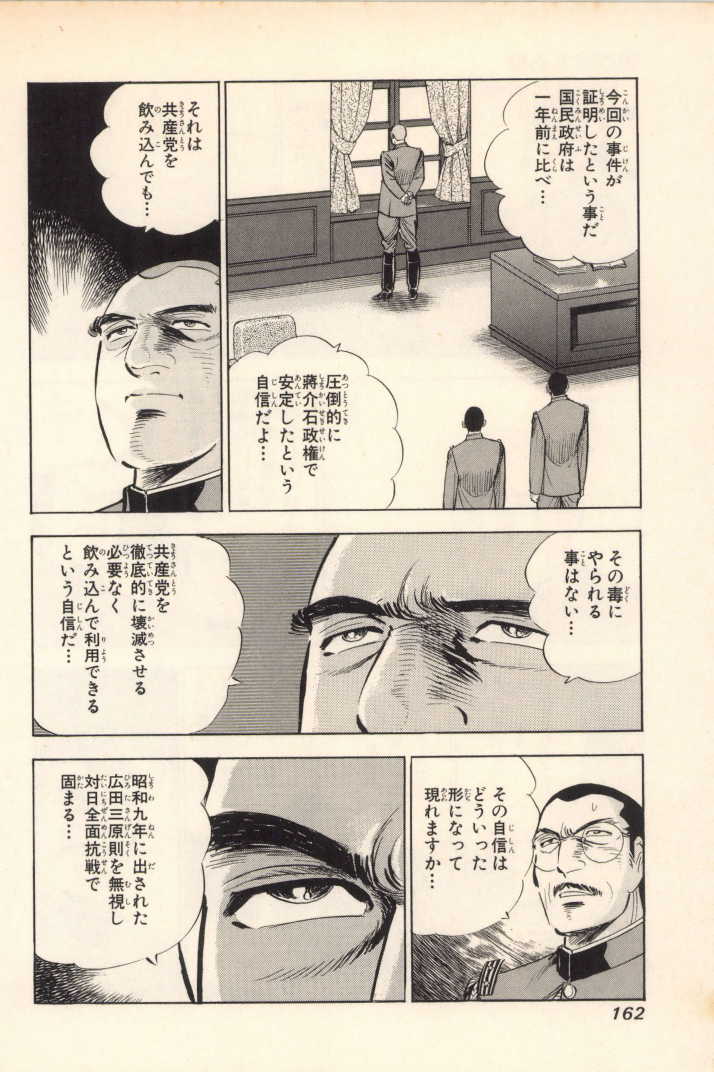 今回の事件が
証明したという事だ
国民政府は
一年前に比べ…
圧倒的に
蔣介石政権で
安定したという
自信だよ…
それは
共産党を
飲み込んでも…
その毒に
やられる
事はない…
共産党を
徹底的に壊滅させる
必要なく
飲み込んで利用できる
という自信だ…
その自信は
どういった
形になって
現れますか…
昭和九年に出された
広田三原則を無視し
対日全面抗戦で
固まる…
162